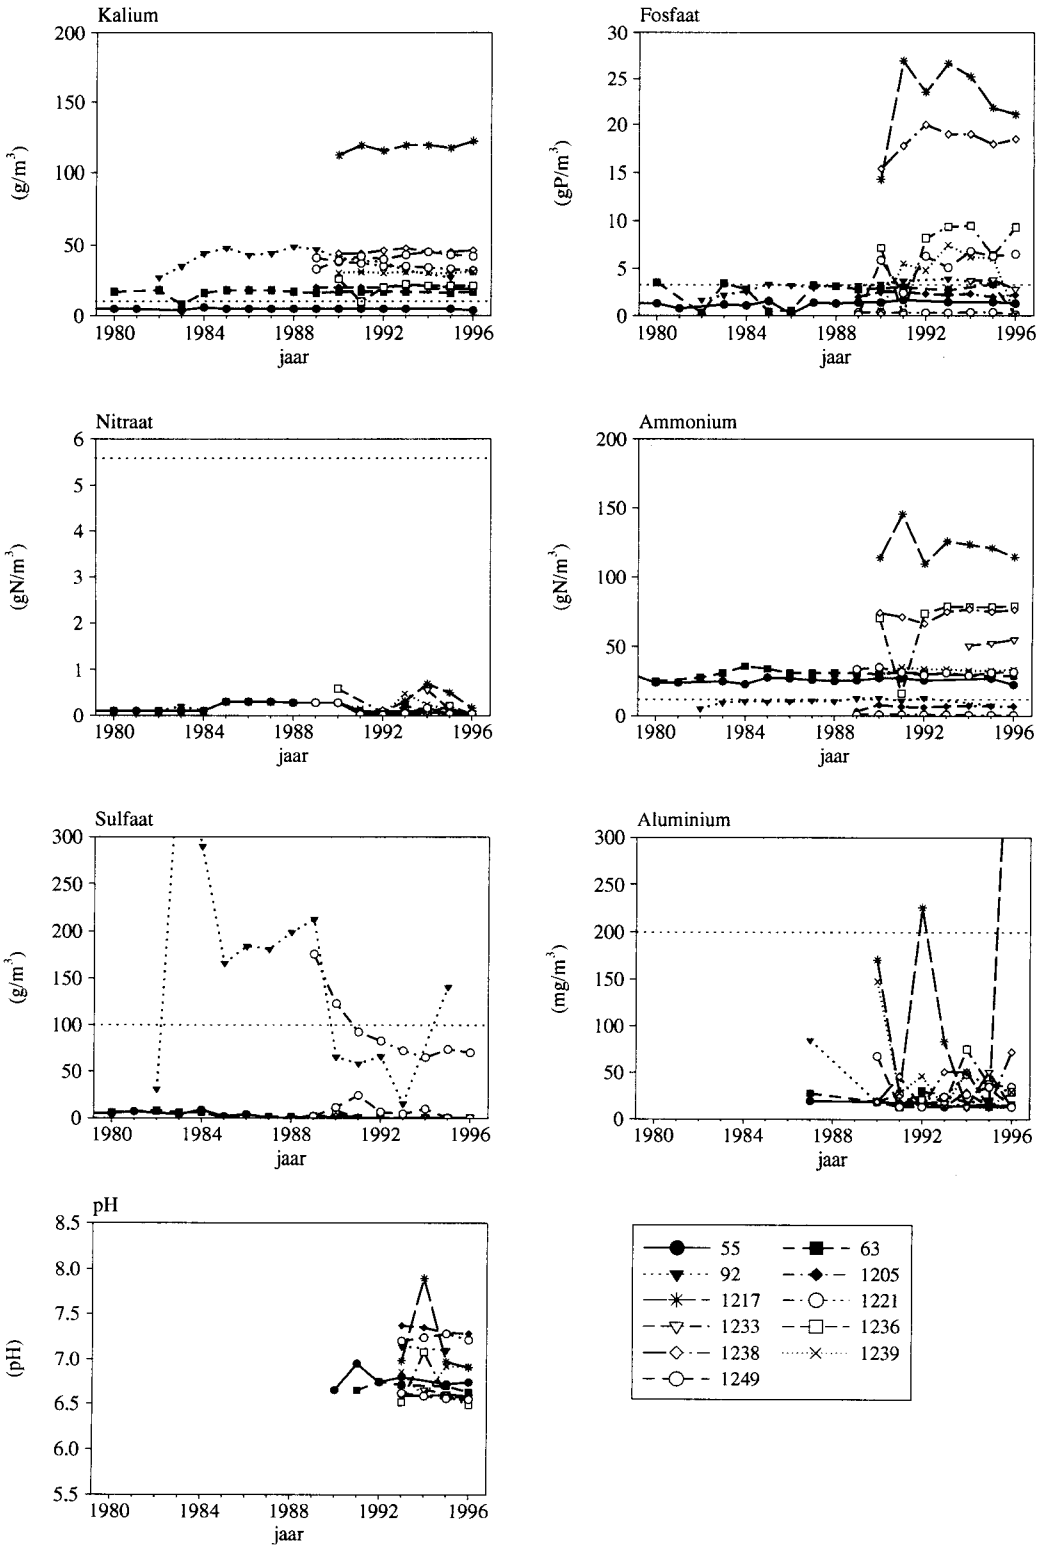 Kalium
200
150
100
50
0
(g/m³)
1980 1984 1988 1992 1996
jaar
Fosfaat
30
25
20
15
10
5
0
(gP/m³)
1980 1984 1988 1992 1996
jaar
Nitraat
6
5
4
3
2
1
0
(gN/m³)
1980 1984 1988 1992 1996
jaar
Ammonium
200
150
100
50
0
(gN/m³)
1980 1984 1988 1992 1996
jaar
Sulfaat
300
250
200
150
100
50
0
(g/m³)
1980 1984 1988 1992 1996
jaar
Aluminium
300
250
200
150
100
50
0
(mg/m³)
1980 1984 1988 1992 1996
jaar
pH
8.5
8.0
7.5
7.0
6.5
6.0
5.5
(pH)
1980 1984 1988 1992 1996
jaar
55 63
92 1205
1217 1221
1233 1236
1238 1239
1249